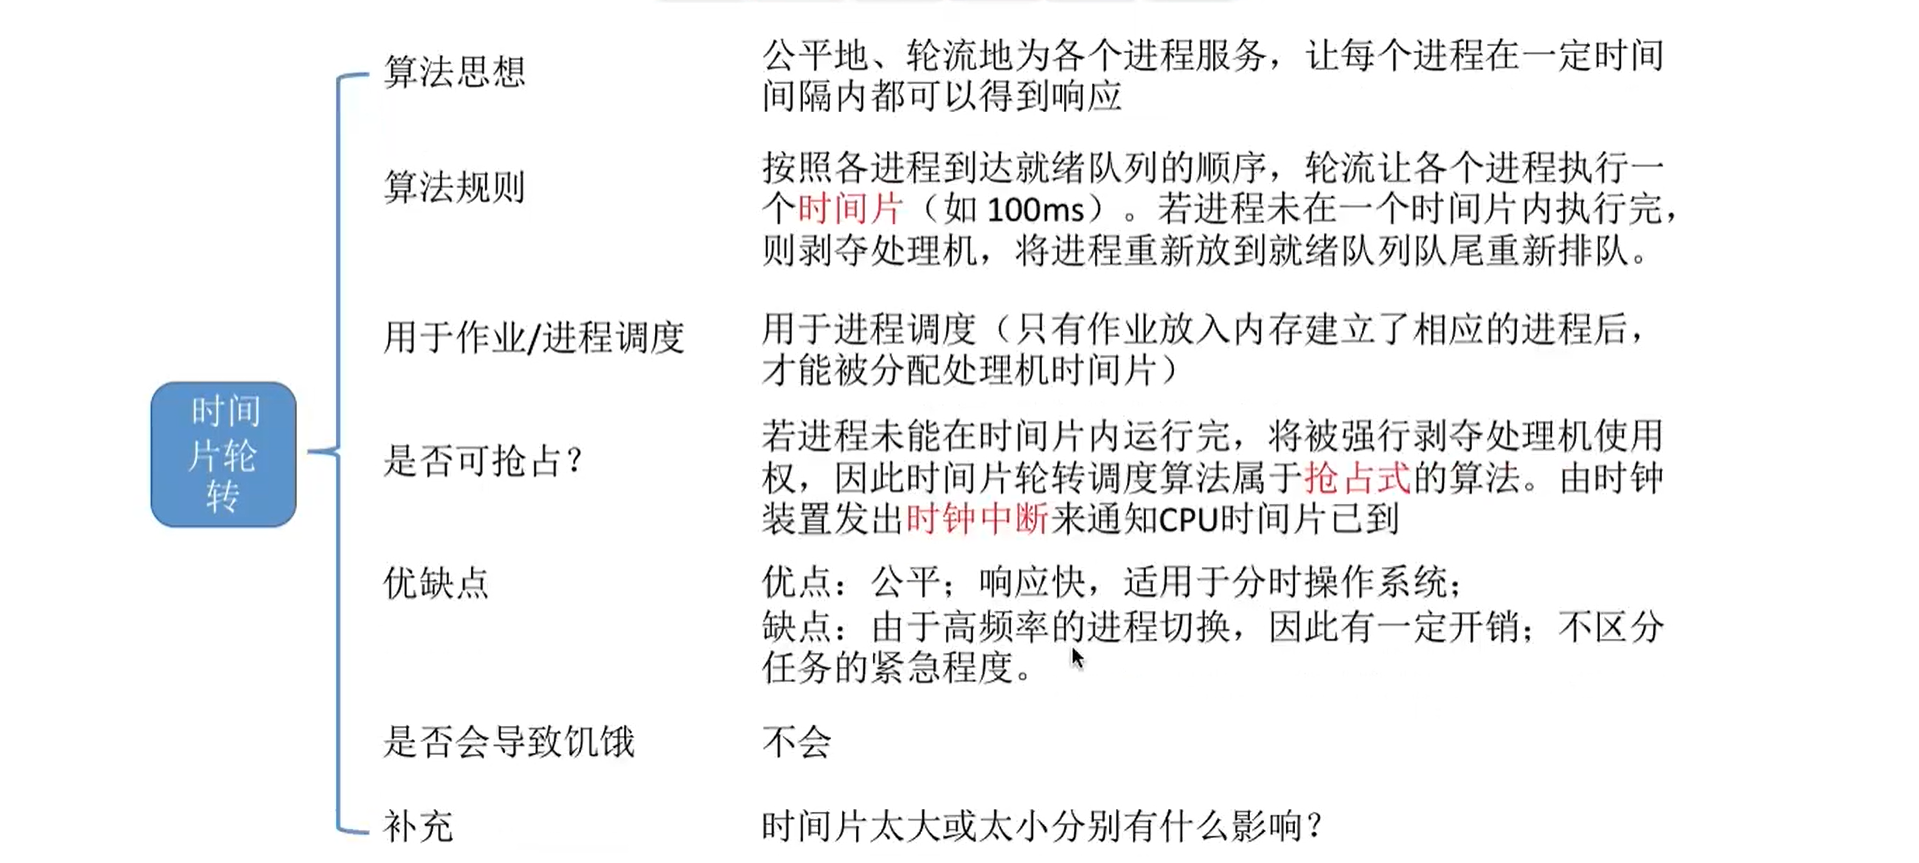 时间
片轮
转
算法思想
公平地、轮流地为各个进程服务，让每个进程在一定时间
间隔内都可以得到响应
算法规则
按照各进程到达就绪队列的顺序，轮流让各个进程执行一
个时间片（如 100ms）。若进程未在一个时间片内执行完，
则剥夺处理机，将进程重新放到就绪队列队尾重新排队。
用于作业/进程调度
用于进程调度（只有作业放入内存建立了相应的进程后，
才能被分配处理机时间片）
是否可抢占？
若进程未能在时间片内运行完，将被强行剥夺处理机使用
权，因此时间片轮转调度算法属于抢占式的算法。由时钟
装置发出时钟中断来通知CPU时间片已到
优缺点
优点：公平；响应快，适用于分时操作系统；
缺点：由于高频率的进程切换，因此有一定开销；不区分
任务的紧急程度。
是否会导致饥饿
不会
补充
时间片太大或太小分别有什么影响？